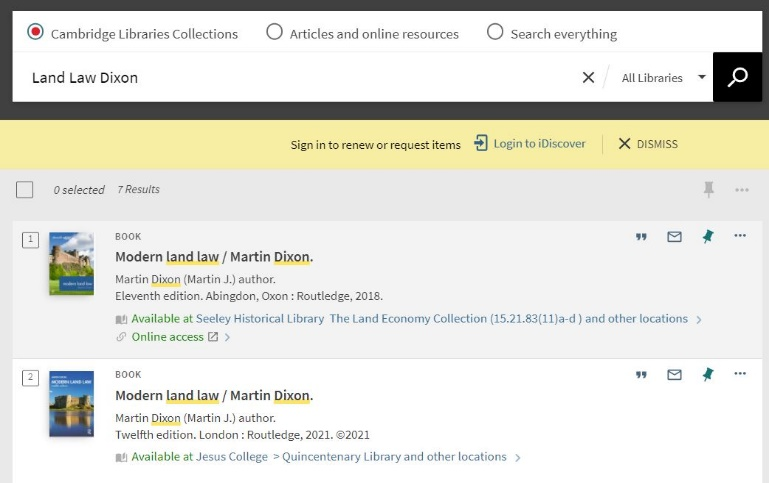 Cambridge Libraries Collections Articles and online resources Search everything
Land Law Dixon All Libraries
Sign in to renew or request items Login to iDiscover DISMISS
0 selected 7 Results
1
BOOK
Modern land law / Martin Dixon.
Martin Dixon (Martin J.) author.
Eleventh edition. Abingdon, Oxon : Routledge, 2018.
Available at Seeley Historical Library The Land Economy Collection (15.21.83(11)a-d ) and other locations >
Online access >
2
BOOK
MODERN LAND LAW
Modern land law / Martin Dixon.
Martin Dixon (Martin J.) author.
Twelfth edition. London : Routledge, 2021. ©2021
Available at Jesus College > Quincentenary Library and other locations >